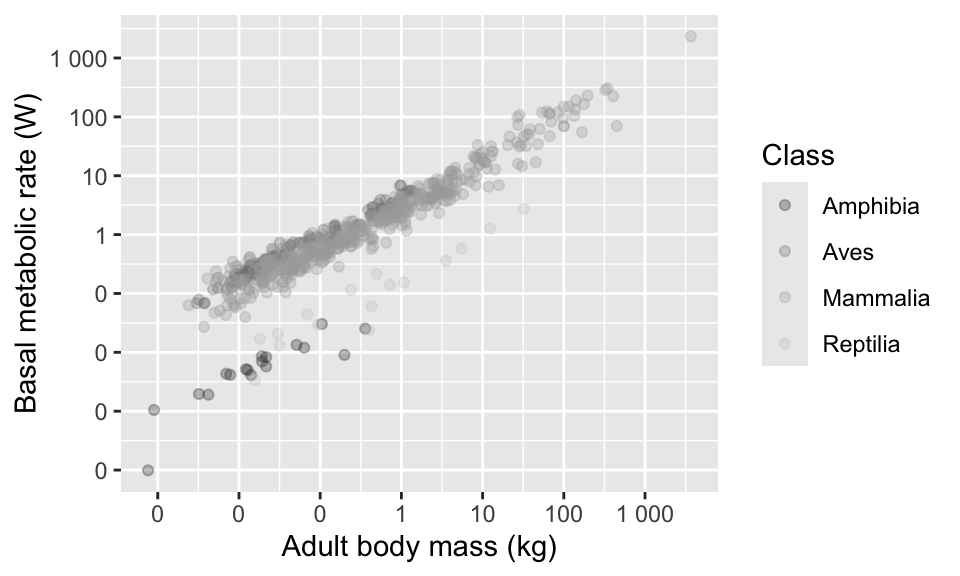 Basal metabolic rate (W)
1 000
100
10
1
0
0
0
0
0
0
0
1
10
100
1 000
Adult body mass (kg)
Class
Amphibia
Aves
Mammalia
Reptilia